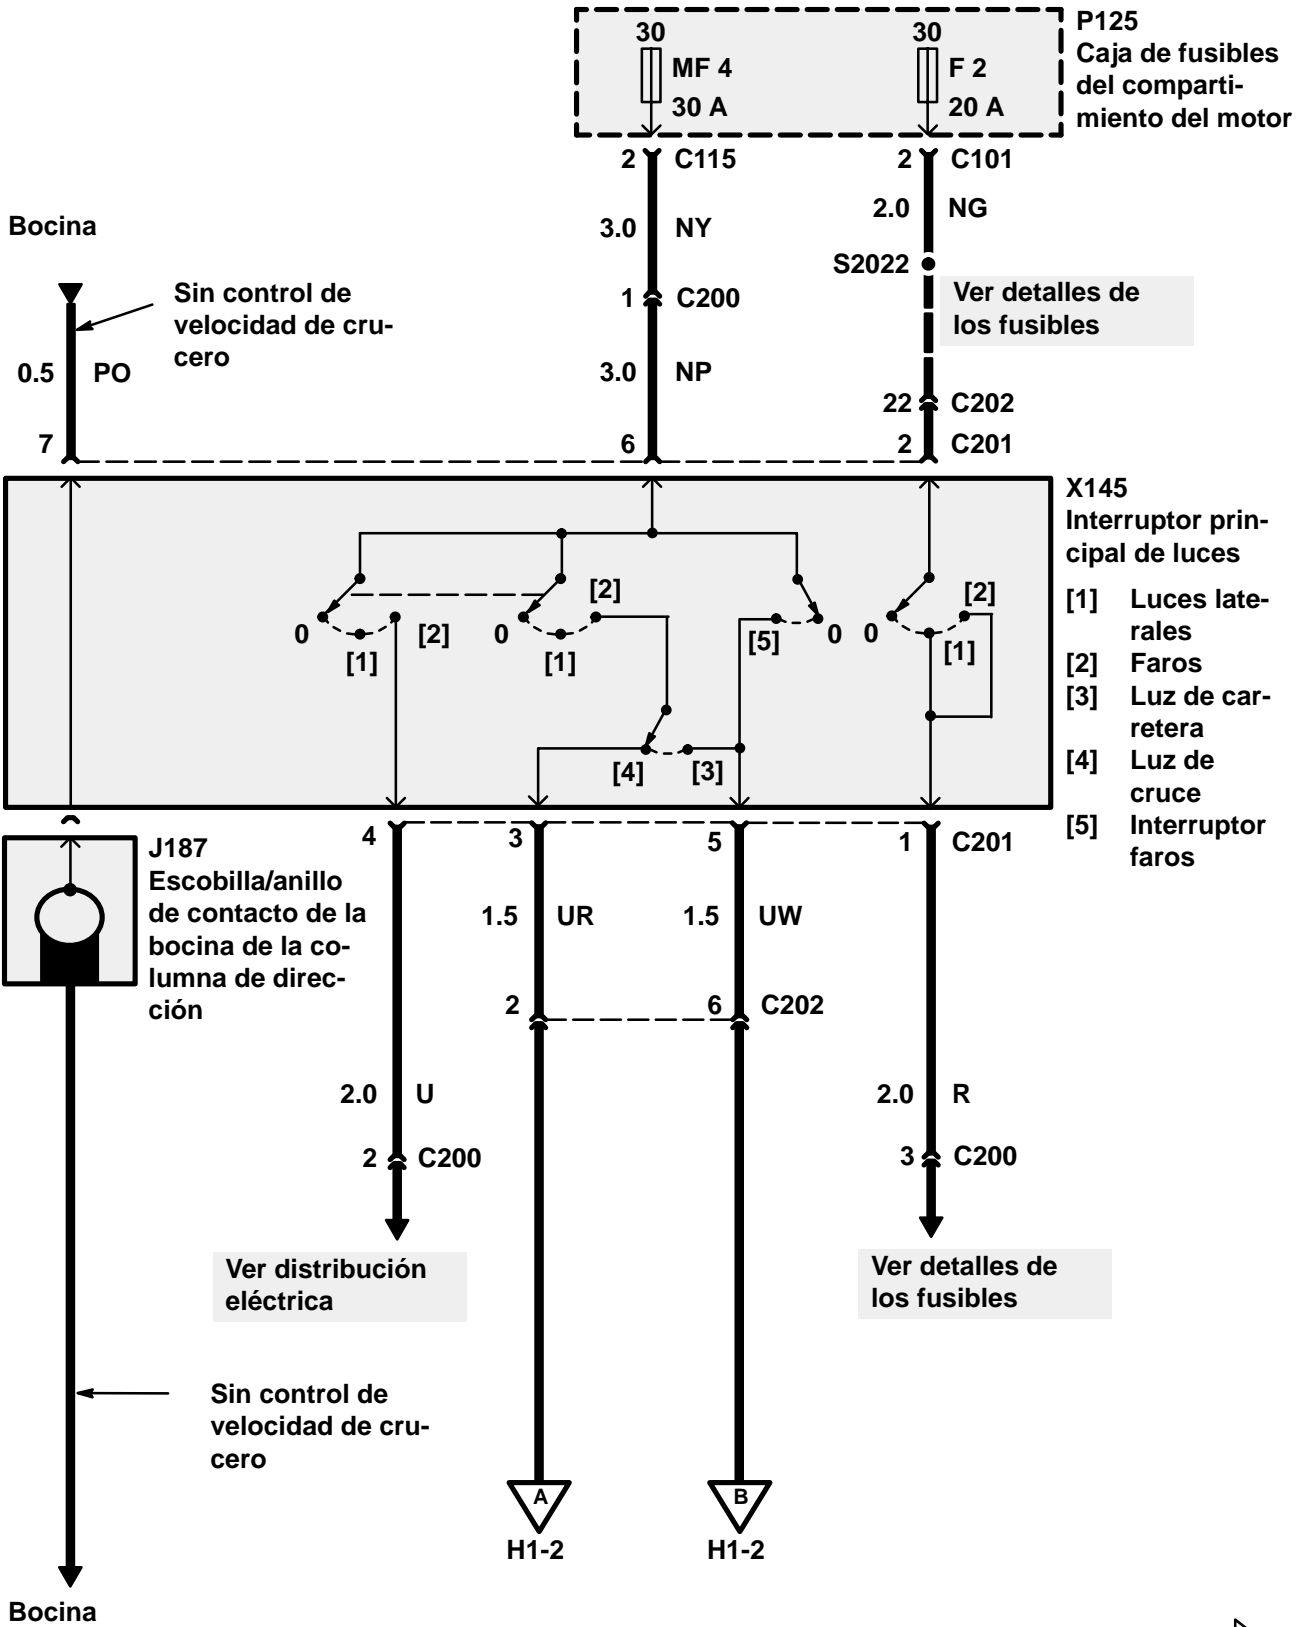 P125
Caja de fusibles
del comparti-
miento del motor
30
MF 4
30 A
30
F 2
20 A
2 C115
2 C101
3.0 NY
2.0 NG
S2022
Ver detalles de
los fusibles
1 C200
3.0 NP
22 C202
6
2 C201
Bocina
Sin control de
velocidad de cru-
cero
0.5 PO
7
X145
Interruptor prin-
cipal de luces
[1] Luces late-
rales
[2] Faros
[3] Luz de car-
retera
[4] Luz de
cruce
[5] Interruptor
faros
0
[1]
[2]
0
[1]
[2]
[5]
0
0
[1]
[2]
[4]
[3]
J187
Escobilla/anillo
de contacto de la
bocina de la co-
lumna de direc-
ción
4
3
5
1 C201
1.5 UR
1.5 UW
2
6 C202
2.0 U
2.0 R
2 C200
3 C200
Ver distribución
eléctrica
Ver detalles de
los fusibles
Sin control de
velocidad de cru-
cero
A
B
H1-2
H1-2
Bocina